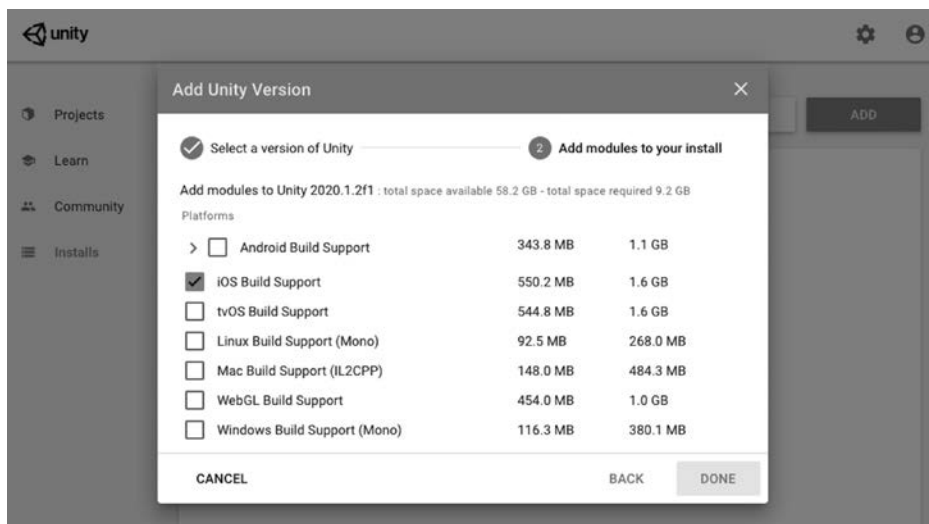 unity
Add Unity Version
Projects
ADD
Select a version of Unity
2 Add modules to your install
Learn
Add modules to Unity 2020.1.2f1 : total space available 58.2 GB - total space required 9.2 GB
Community
Platforms
Installs
Android Build Support 343.8 MB 1.1 GB
iOS Build Support 550.2 MB 1.6 GB
tvOS Build Support 544.8 MB 1.6 GB
Linux Build Support (Mono) 92.5 MB 268.0 MB
Mac Build Support (IL2CPP) 148.0 MB 484.3 MB
WebGL Build Support 454.0 MB 1.0 GB
Windows Build Support (Mono) 116.3 MB 380.1 MB
CANCEL BACK DONE